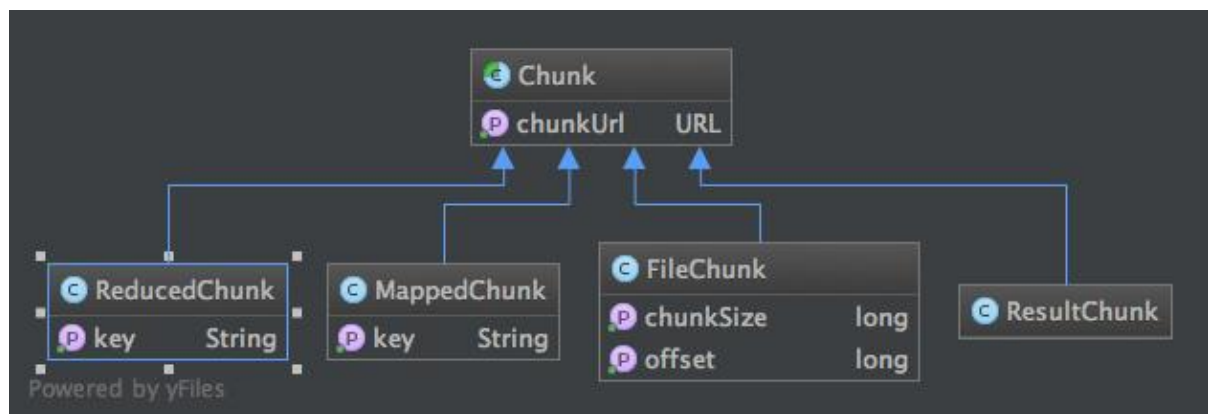 Chunk
chunkUrl URL
ReducedChunk
key String
MappedChunk
key String
FileChunk
chunkSize long
offset long
ResultChunk
Powered by yFiles